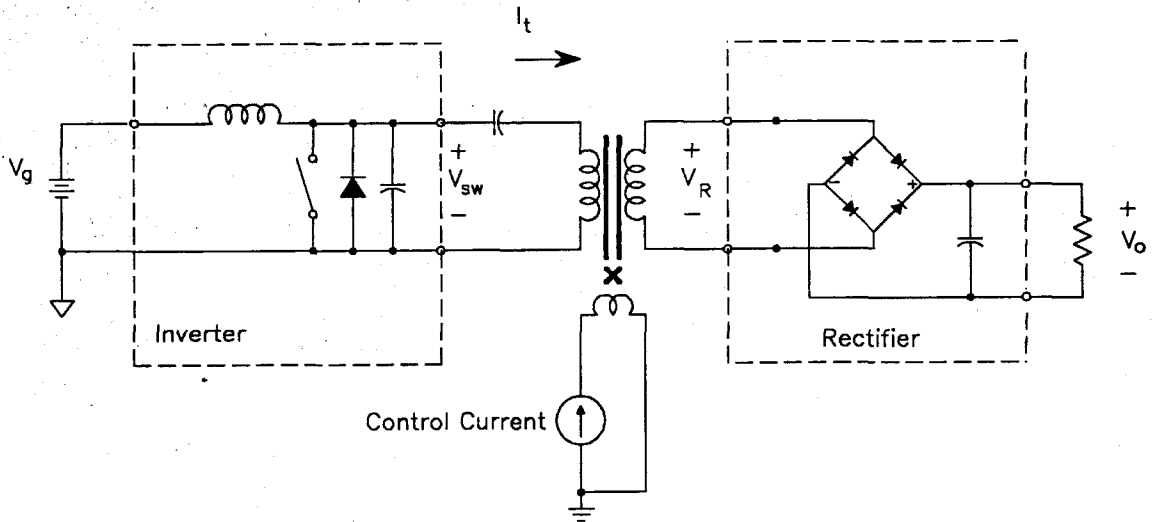 I_t
V_g
+
V_sw
-
+
V_R
-
-
+
+
V_o
-
Inverter
Rectifier
Control Current